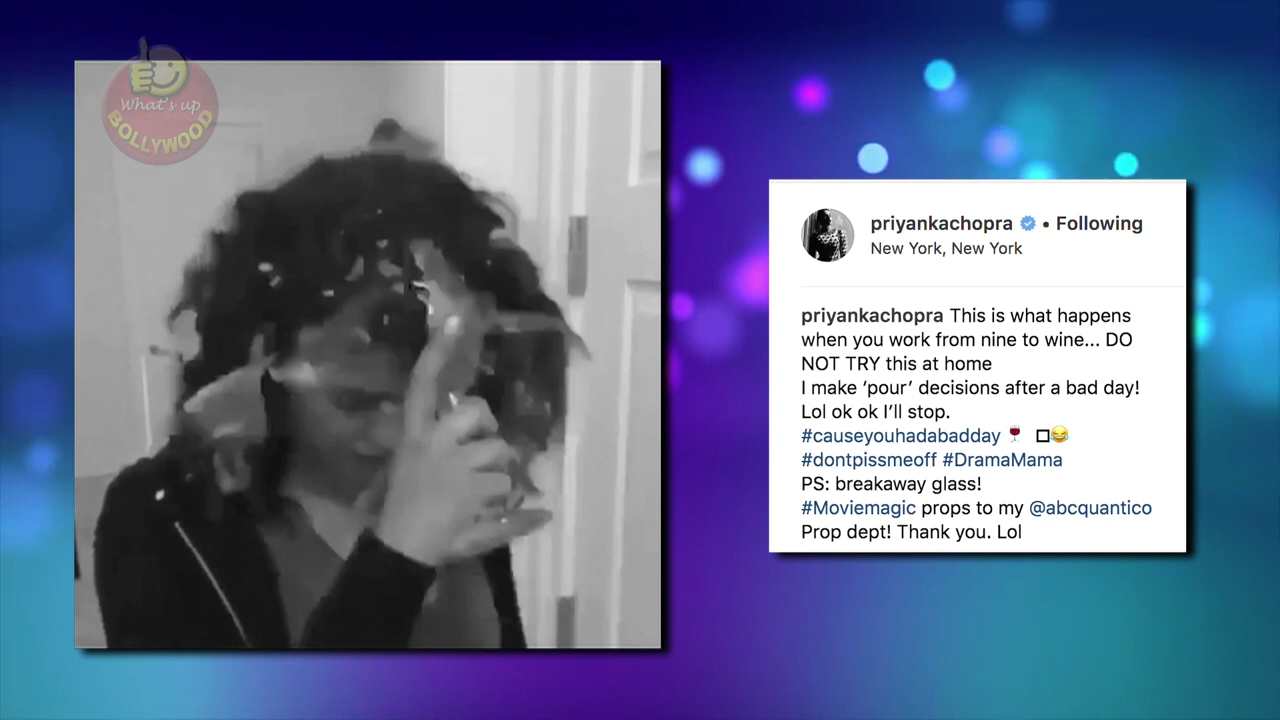 What's up
BOLLYWOOD
priyankachopra • Following
New York, New York
priyankachopra This is what happens
when you work from nine to wine... DO
NOT TRY this at home
I make ‘pour’ decisions after a bad day!
Lol ok ok I’ll stop.
#causeyouhadabadday 🍷 □😂
#dontpissmeoff #DramaMama
PS: breakaway glass!
#Moviemagic props to my @abcquantico
Prop dept! Thank you. Lol